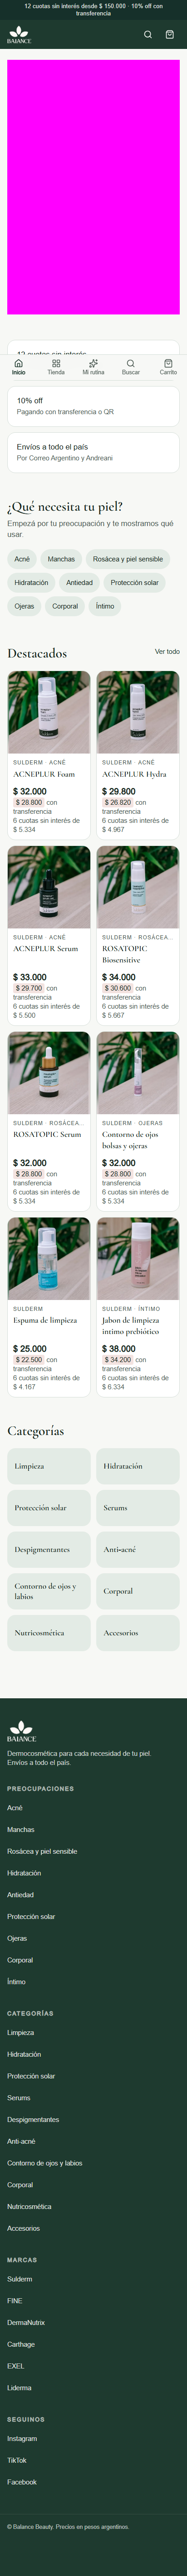 12 cuotas sin interés desde $ 150.000 · 10% off con
transferencia
BALANCE
12 cuotas sin interés
Inicio
Tienda
Mi rutina
Buscar
Carrito
10% off
Pagando con transferencia o QR
Envíos a todo el país
Por Correo Argentino y Andreani
¿Qué necesita tu piel?
Empezá por tu preocupación y te mostramos qué
usar.
Acné
Manchas
Rosácea y piel sensible
Hidratación
Antiedad
Protección solar
Ojeras
Corporal
Íntimo
Destacados
Ver todo
SULDERM · ACNÉ
ACNEPLUR Foam
$ 32.000
$ 28.800 con
transferencia
6 cuotas sin interés de
$ 5.334
SULDERM · ACNÉ
ACNEPLUR Hydra
$ 29.800
$ 26.820 con
transferencia
6 cuotas sin interés de
$ 4.967
SULDERM · ACNÉ
ACNEPLUR Serum
$ 33.000
$ 29.700 con
transferencia
6 cuotas sin interés de
$ 5.500
SULDERM · ROSÁCEA...
ROSATOPIC
Biosensitive
$ 34.000
$ 30.600 con
transferencia
6 cuotas sin interés de
$ 5.667
SULDERM · ROSÁCEA...
ROSATOPIC Serum
$ 32.000
$ 28.800 con
transferencia
6 cuotas sin interés de
$ 5.334
SULDERM · OJERAS
Contorno de ojos
bolsas y ojeras
$ 32.000
$ 28.800 con
transferencia
6 cuotas sin interés de
$ 5.334
SULDERM
Espuma de limpieza
$ 25.000
$ 22.500 con
transferencia
6 cuotas sin interés de
$ 4.167
SULDERM · ÍNTIMO
Jabon de limpieza
intimo prebiótico
$ 38.000
$ 34.200 con
transferencia
6 cuotas sin interés de
$ 6.334
Categorías
Limpieza
Hidratación
Protección solar
Serums
Despigmentantes
Anti-acné
Contorno de ojos y
labios
Corporal
Nutricosmética
Accesorios
BALANCE
Dermocosmética para cada necesidad de tu piel.
Envíos a todo el país.
PREOCUPACIONES
Acné
Manchas
Rosácea y piel sensible
Hidratación
Antiedad
Protección solar
Ojeras
Corporal
Íntimo
CATEGORÍAS
Limpieza
Hidratación
Protección solar
Serums
Despigmentantes
Anti-acné
Contorno de ojos y labios
Corporal
Nutricosmética
Accesorios
MARCAS
Sulderm
FINE
DermaNutrix
Carthage
EXEL
Liderma
SEGUINOS
Instagram
TikTok
Facebook
© Balance Beauty. Precios en pesos argentinos.